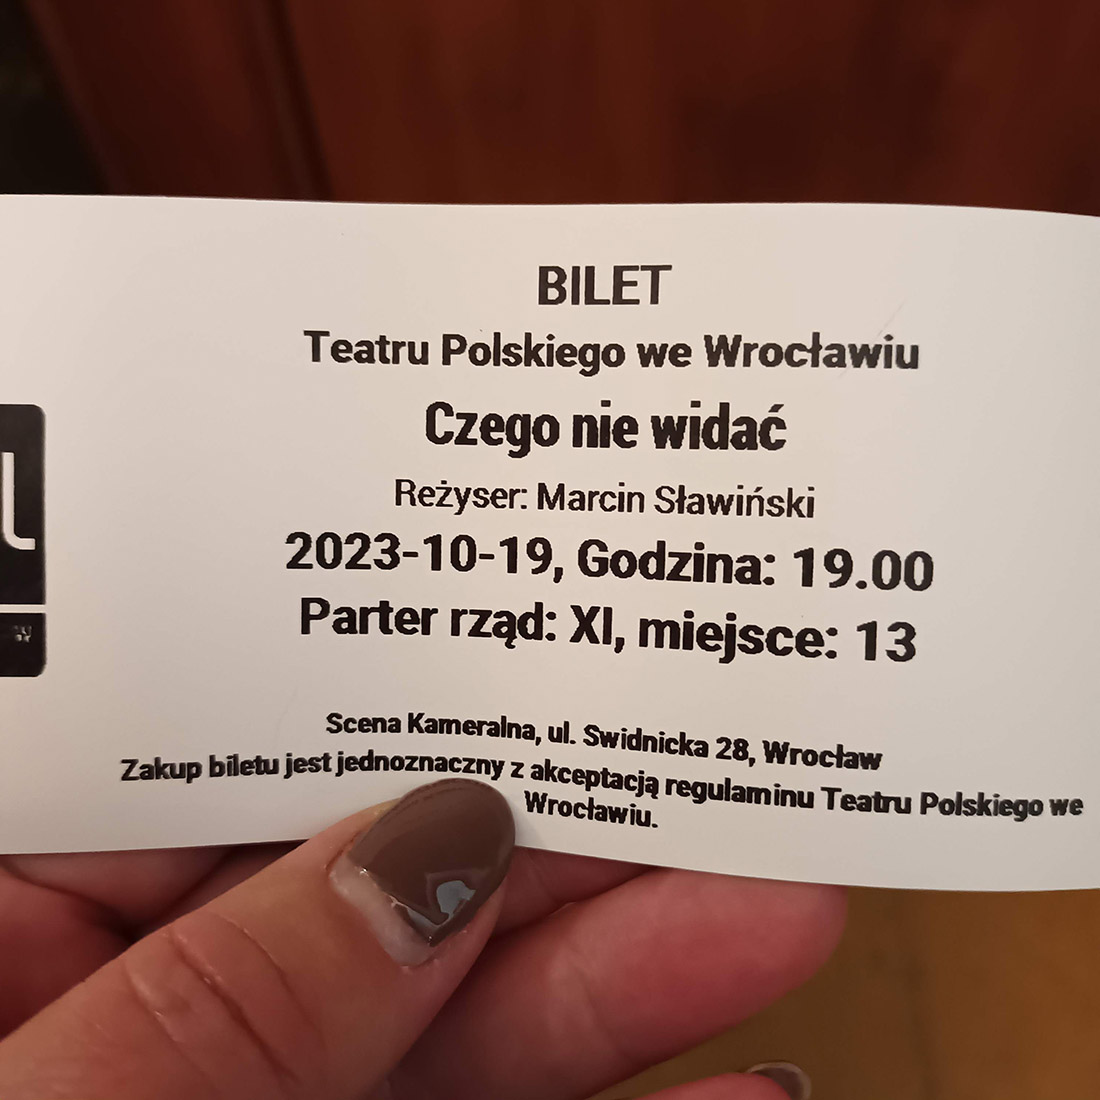 BILET
Teatru Polskiego we Wrocławiu
Czego nie widać
Reżyser: Marcin Sławiński
2023-10-19, Godzina: 19.00
Parter rząd: XI, miejsce: 13
Scena Kameralna, ul. Swidnicka 28, Wrocław
Zakup biletu jest jednoznaczny z akceptacją regulaminu Teatru Polskiego we
Wrocławiu.